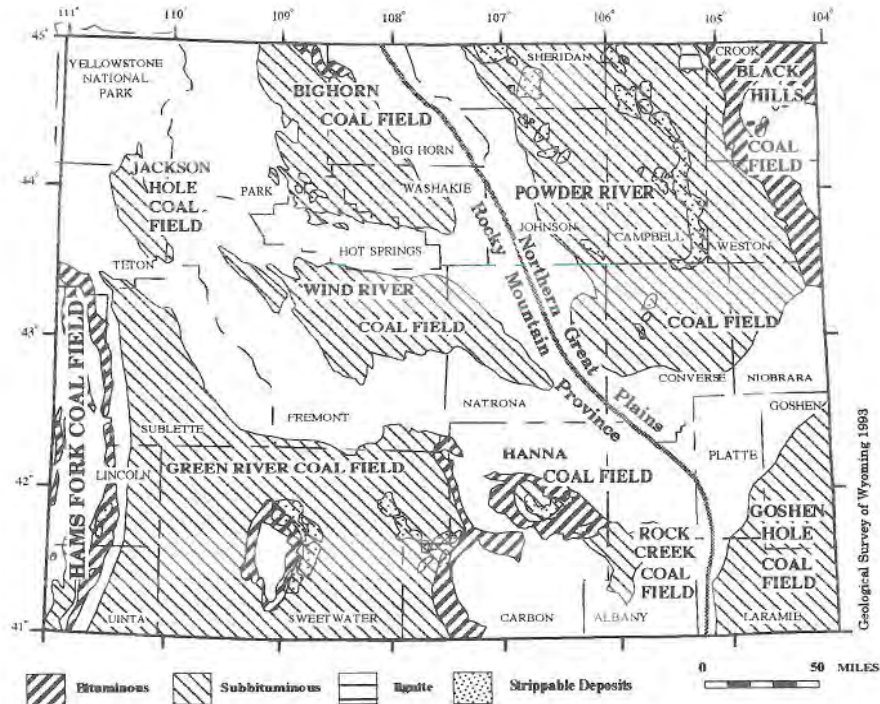 111° 110° 109° 108° 107° 106° 105° 104°
45°
YELLOWSTONE
NATIONAL
PARK
BIGHORN
COAL FIELD
BIG HORN
WASHAKIE
PARK
SHERIDAN
CROOK
BLACK
HILLS
COAL
FIELD
44°
JACKSON
HOLE
COAL
FIELD
TETON
HOT SPRINGS
POWDER RIVER
JOHNSON
CAMPBELL
WESTON
COAL FIELD
Rocky Mountain Province
Northern Great Plains
WIND RIVER
COAL FIELD
43°
CONVERSE
NIOBRARA
HAMS FORK COAL FIELD
SUBLETTE
FREMONT
NATRONA
GOSHEN
PLATTE
42°
LINCOLN
GREEN RIVER COAL FIELD
HANNA
COAL FIELD
ROCK
CREEK
COAL
FIELD
GOSHEN
HOLE
COAL
FIELD
41°
UINTA
SWEETWATER
CARBON
ALBANY
LARAMIE
Geological Survey of Wyoming 1993
Bituminous
Subbituminous
lignite
Strippable Deposits
0 50 MILES